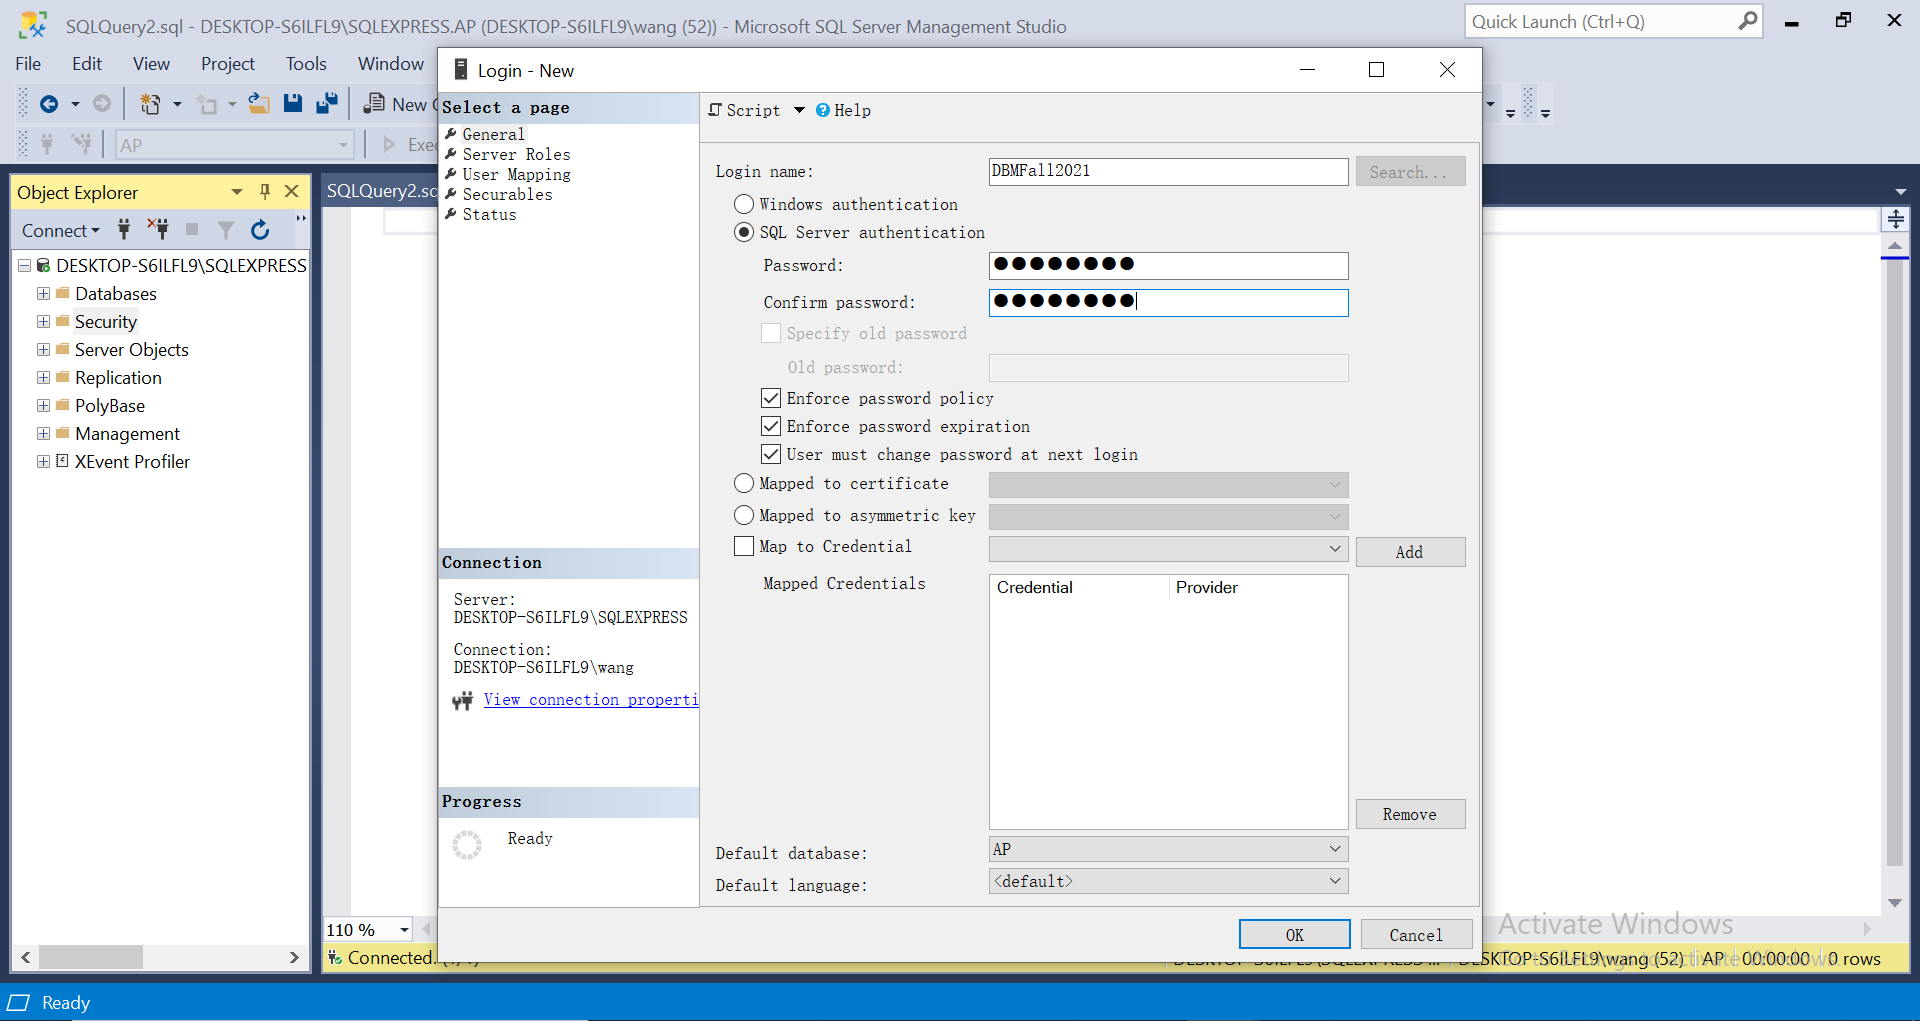 SQLQuery2.sql - DESKTOP-S6ILFL9\SQLEXPRESS.AP (DESKTOP-S6ILFL9\wang (52)) - Microsoft SQL Server Management Studio
Quick Launch (Ctrl+Q)
File Edit View Project Tools Window
New
AP
Exec
Object Explorer
Connect
DESKTOP-S6ILFL9\SQLEXPRESS
Databases
Security
Server Objects
Replication
PolyBase
Management
XEvent Profiler
SQLQuery2.sq
Login - New
Select a page
General
Server Roles
User Mapping
Securables
Status
Connection
Server:
DESKTOP-S6ILFL9\SQLEXPRESS
Connection:
DESKTOP-S6ILFL9\wang
View connection properti
Progress
Ready
Script Help
Login name: DBMFall2021 Search...
Windows authentication
SQL Server authentication
Password: ●●●●●●●●
Confirm password: ●●●●●●●●
Specify old password
Old password:
Enforce password policy
Enforce password expiration
User must change password at next login
Mapped to certificate
Mapped to asymmetric key
Map to Credential Add
Mapped Credentials Credential Provider
Remove
Default database: AP
Default language: <default>
OK Cancel
110 %
Connected.
Activate Windows
DESKTOP-S6ILFL9\wang (52) AP 00:00:00 0 rows
Ready